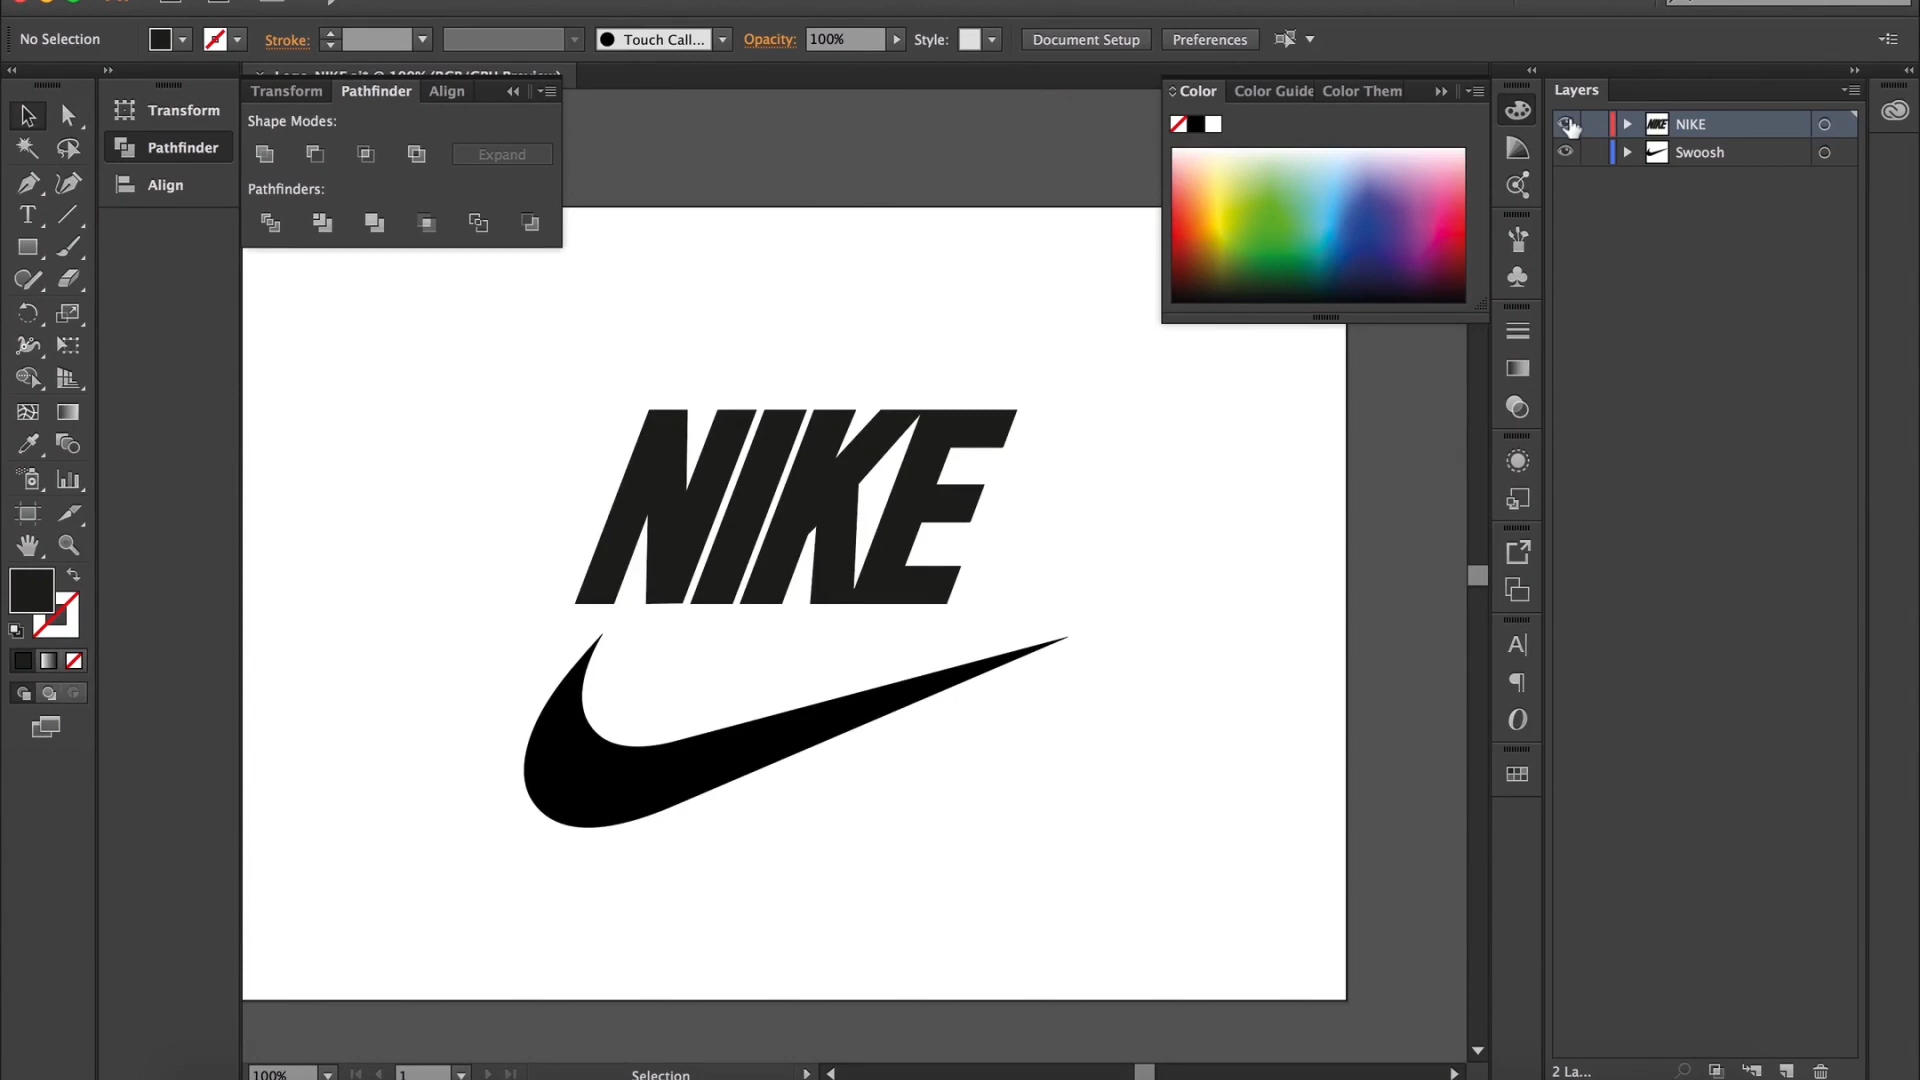 No Selection
Stroke:
Touch Call...
Opacity:
100%
Style:
Document Setup
Preferences
Transform
Pathfinder
Align
Transform
Pathfinder
Align
Shape Modes:
Expand
Pathfinders:
Color
Color Guide
Color Them
Layers
NIKE
Swoosh
NIKE
100%
1
Selection
2 La...